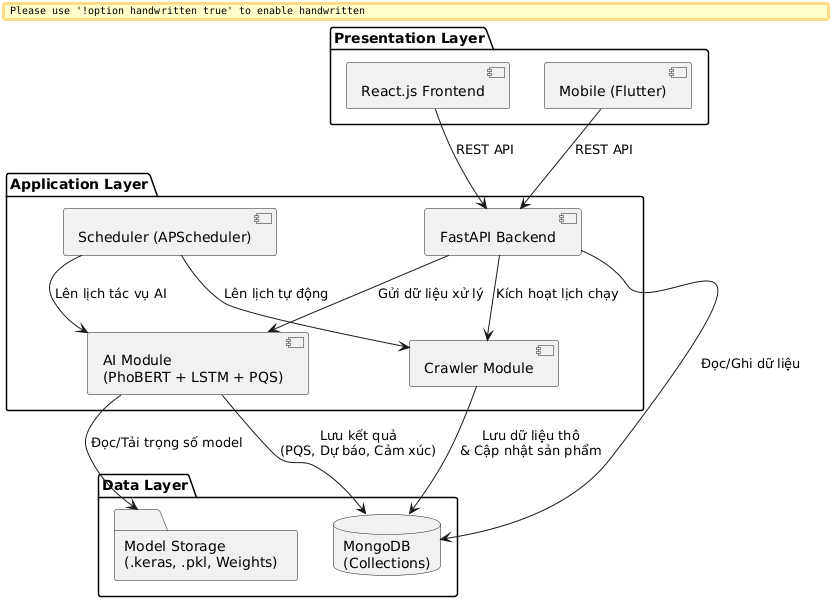 Please use '!option handwritten true' to enable handwritten
Presentation Layer
React.js Frontend
Mobile (Flutter)
REST API
REST API
Application Layer
Scheduler (APScheduler)
FastAPI Backend
Lên lịch tác vụ AI
Lên lịch tự động
Gửi dữ liệu xử lý
Kích hoạt lịch chạy
AI Module
(PhoBERT + LSTM + PQS)
Crawler Module
Đọc/Ghi dữ liệu
Đọc/Tải trọng số model
Lưu kết quả
(PQS, Dự báo, Cảm xúc)
Lưu dữ liệu thô
& Cập nhật sản phẩm
Data Layer
Model Storage
(.keras, .pkl, Weights)
MongoDB
(Collections)